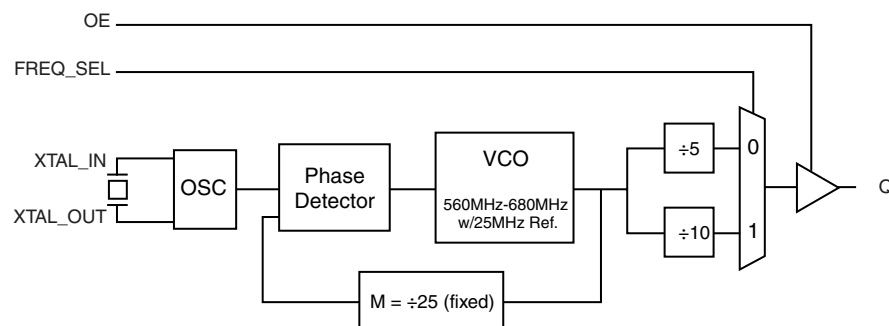 OE
FREQ_SEL
XTAL_IN
XTAL_OUT
OSC
Phase
Detector
VCO
560MHz-680MHz
w/25MHz Ref.
÷5
÷10
0
1
Q
M = ÷25 (fixed)